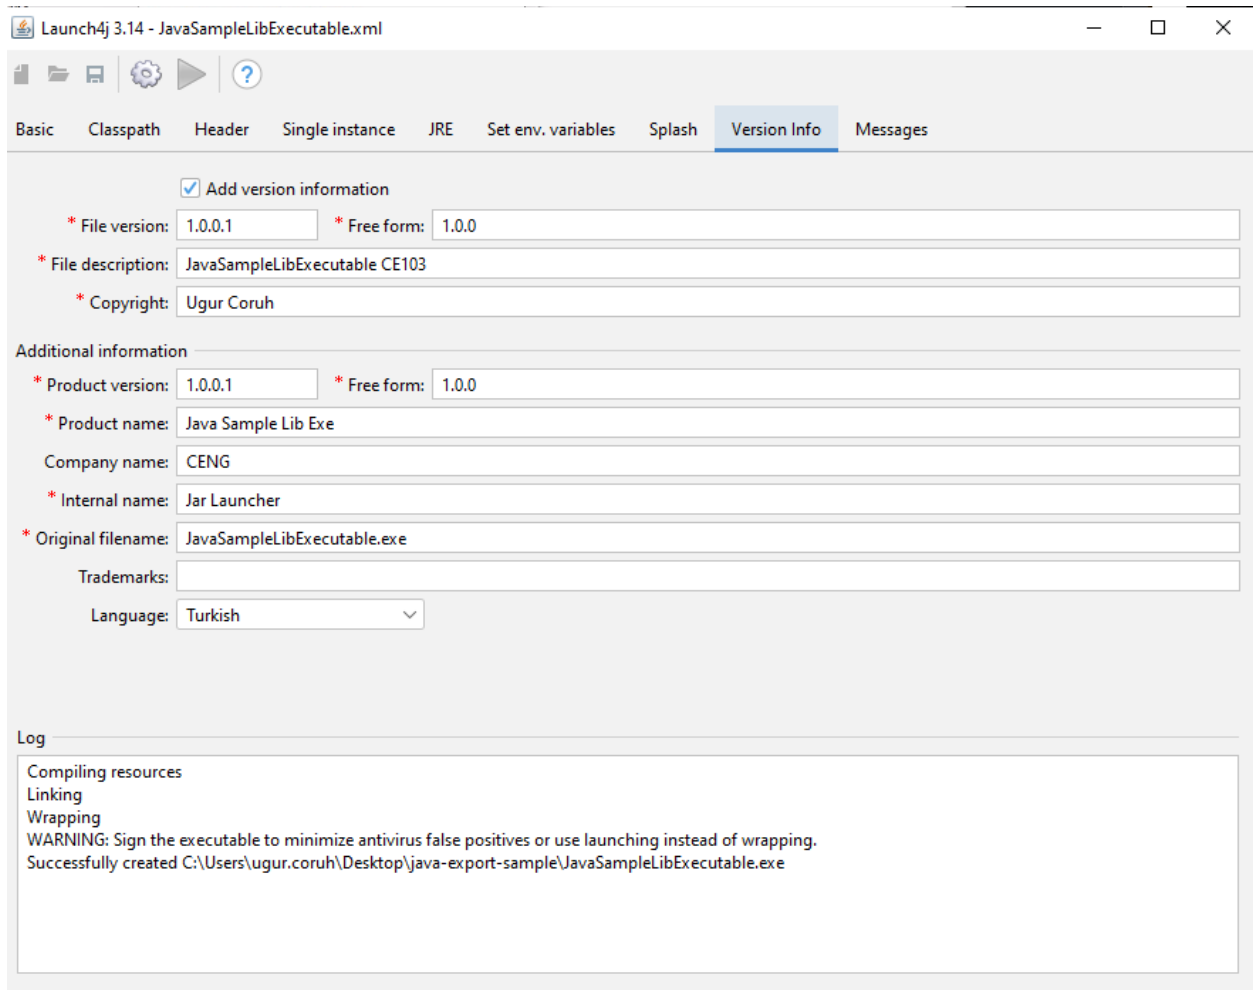 Launch4j 3.14 - JavaSampleLibExecutable.xml
?
Basic Classpath Header Single instance JRE Set env. variables Splash Version Info Messages
Add version information
* File version: 1.0.0.1 * Free form: 1.0.0
* File description: JavaSampleLibExecutable CE103
* Copyright: Ugur Coruh
Additional information
* Product version: 1.0.0.1 * Free form: 1.0.0
* Product name: Java Sample Lib Exe
Company name: CENG
* Internal name: Jar Launcher
* Original filename: JavaSampleLibExecutable.exe
Trademarks:
Language: Turkish
Log
Compiling resources
Linking
Wrapping
WARNING: Sign the executable to minimize antivirus false positives or use launching instead of wrapping.
Successfully created C:\Users\ugur.coruh\Desktop\java-export-sample\JavaSampleLibExecutable.exe